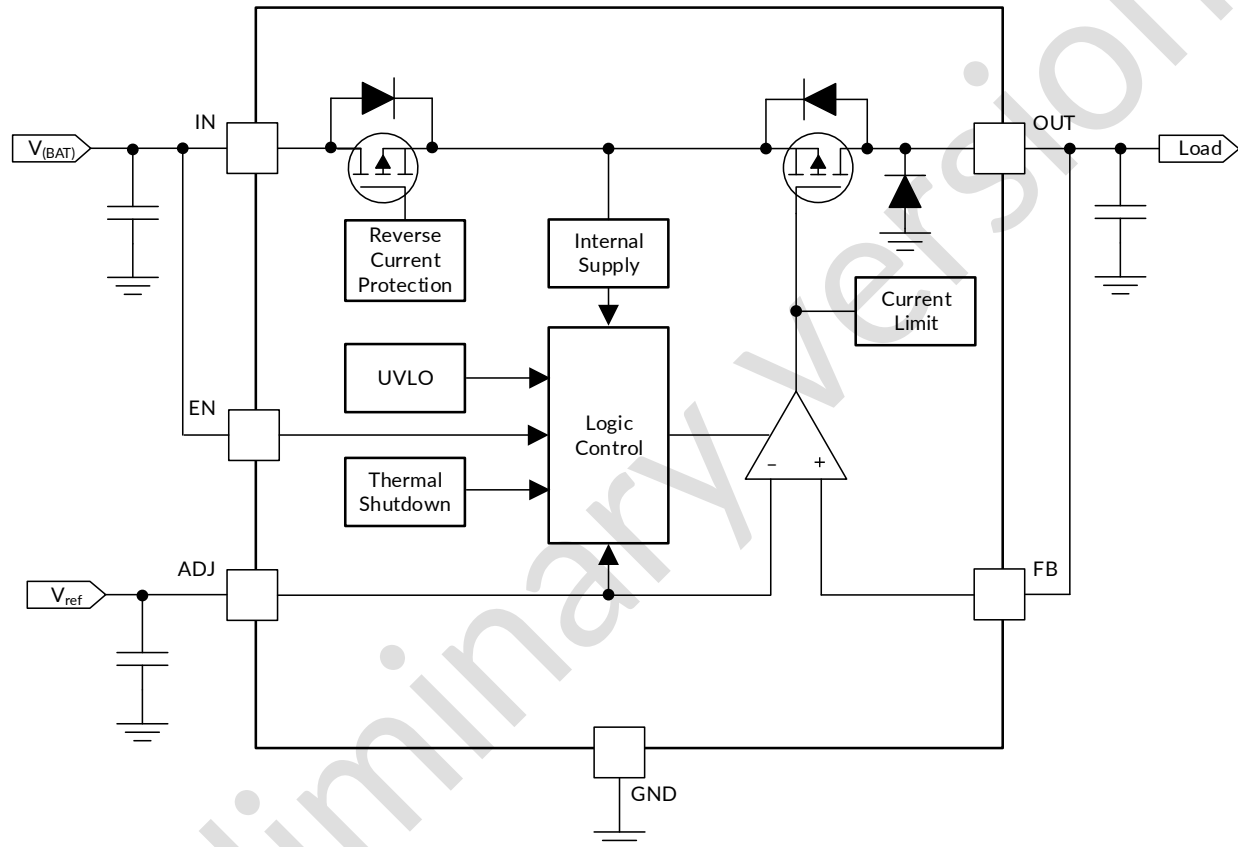 IN
OUT
V(BAT)
Load
Reverse
Current
Protection
Internal
Supply
Current
Limit
UVLO
EN
Logic
Control
- +
Thermal
Shutdown
ADJ
FB
Vref
GND
liminary version